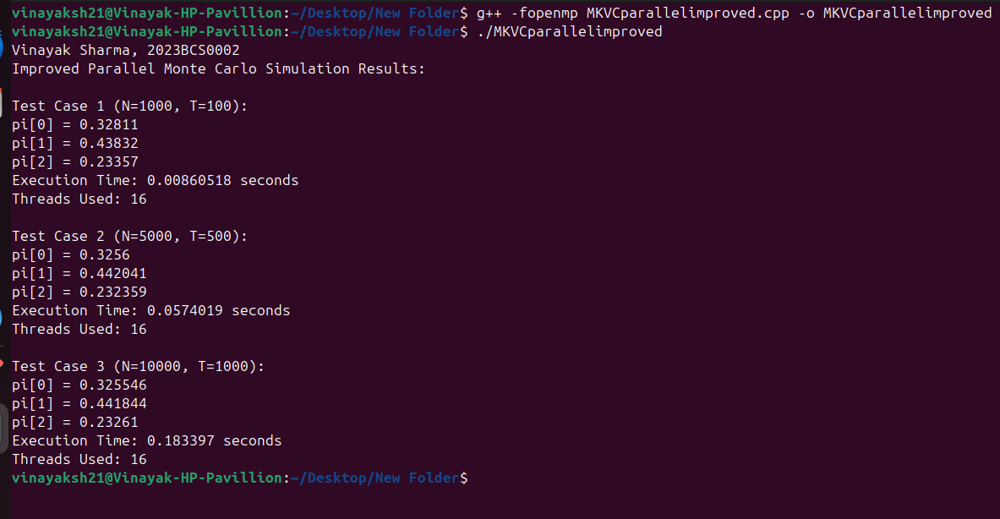 vinayaksh21@Vinayak-HP-Pavillion:~/Desktop/New Folder$ g++ -fopenmp MKVCparallelimproved.cpp -o MKVCparallelimproved
vinayaksh21@Vinayak-HP-Pavillion:~/Desktop/New Folder$ ./MKVCparallelimproved
Vinayak Sharma, 2023BCS0002
Improved Parallel Monte Carlo Simulation Results:

Test Case 1 (N=1000, T=100):
pi[0] = 0.32811
pi[1] = 0.43832
pi[2] = 0.23357
Execution Time: 0.00860518 seconds
Threads Used: 16

Test Case 2 (N=5000, T=500):
pi[0] = 0.3256
pi[1] = 0.442041
pi[2] = 0.232359
Execution Time: 0.0574019 seconds
Threads Used: 16

Test Case 3 (N=10000, T=1000):
pi[0] = 0.325546
pi[1] = 0.441844
pi[2] = 0.23261
Execution Time: 0.183397 seconds
Threads Used: 16
vinayaksh21@Vinayak-HP-Pavillion:~/Desktop/New Folder$